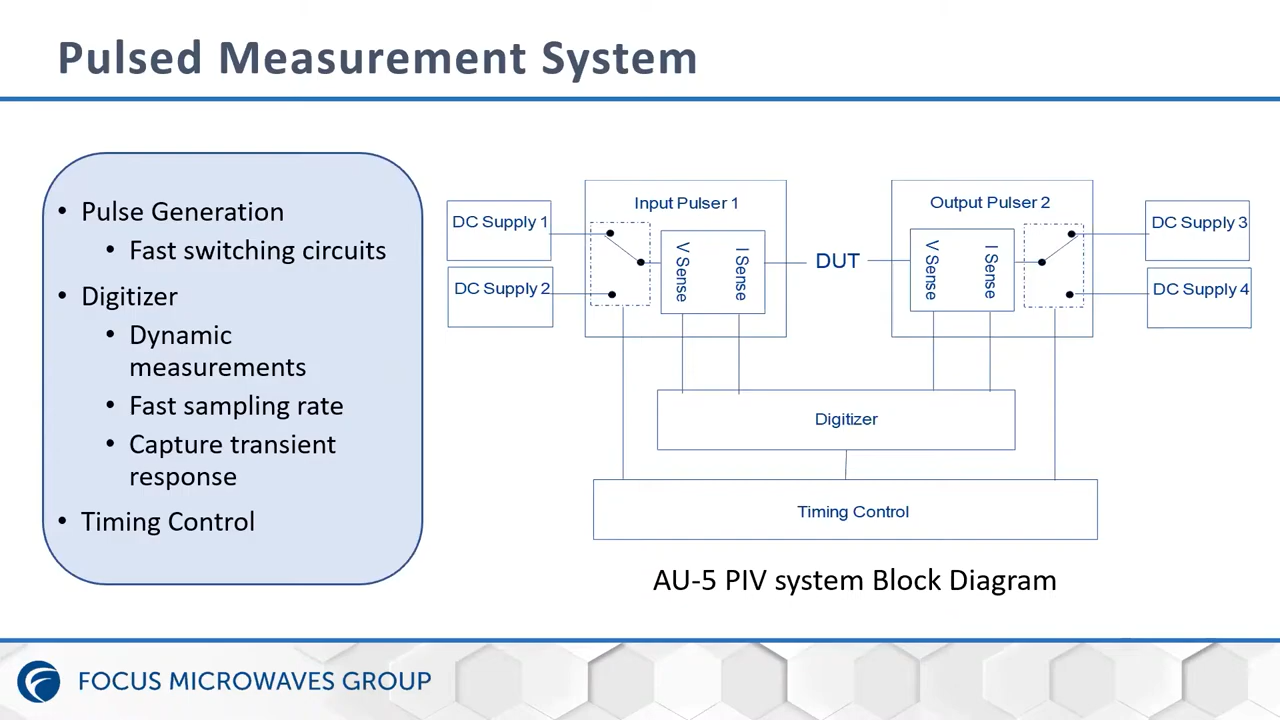 Pulsed Measurement System
• Pulse Generation
• Fast switching circuits
• Digitizer
• Dynamic
measurements
• Fast sampling rate
• Capture transient
response
• Timing Control
DC Supply 1
DC Supply 2
Input Pulser 1
V Sense
I Sense
DUT
Output Pulser 2
V Sense
I Sense
DC Supply 3
DC Supply 4
Digitizer
Timing Control
AU-5 PIV system Block Diagram
FOCUS MICROWAVES GROUP